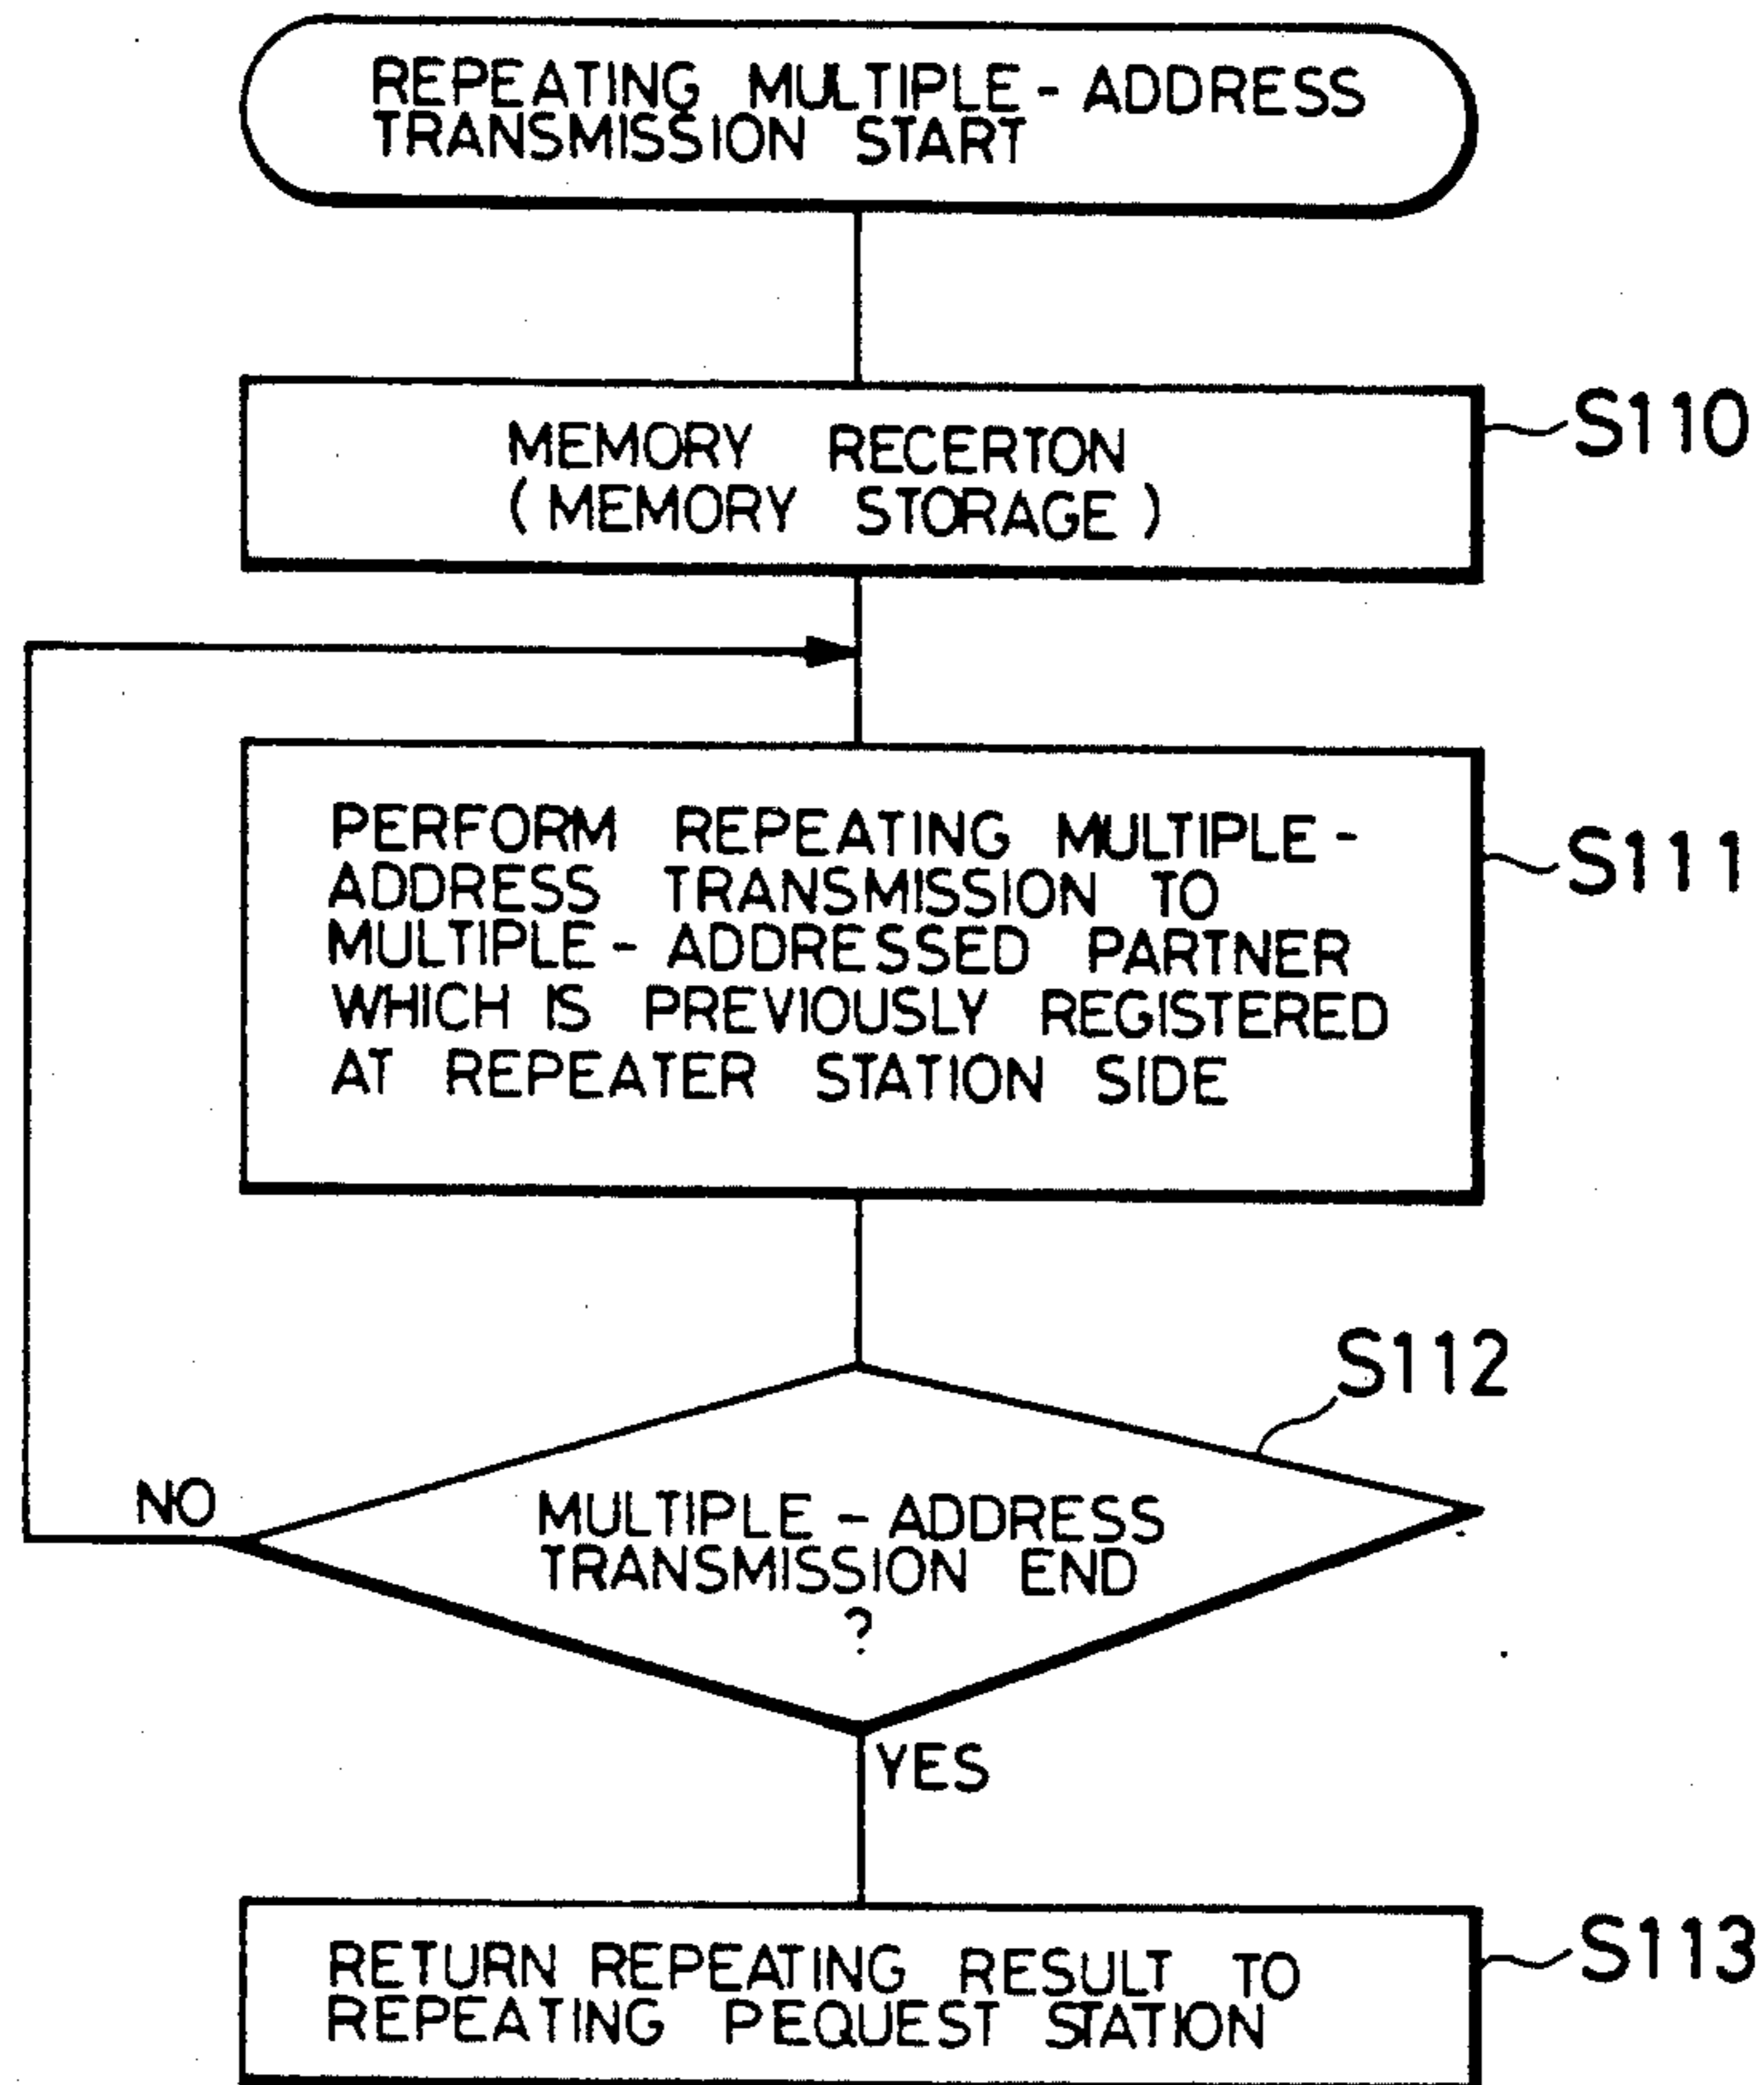 REPEATING MULTIPLE - ADDRESS
TRANSMISSION START
MEMORY RECERTON
( MEMORY STORAGE )
S110
PERFORM REPEATING MULTIPLE -
ADDRESS TRANSMISSION TO
MULTIPLE - ADDRESSED PARTNER
WHICH IS PREVIOUSLY REGISTERED
AT REPEATER STATION SIDE
S111
S112
MULTIPLE - ADDRESS
TRANSMISSION END
?
NO
YES
RETURN REPEATING RESULT TO
REPEATING PEQUEST STATION
S113